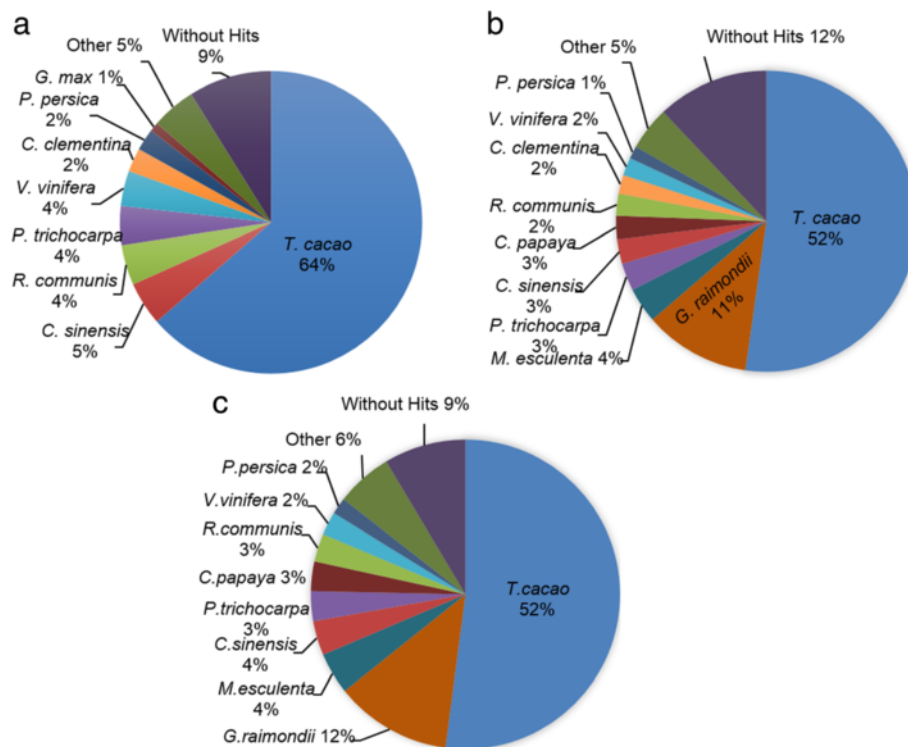 a
Without Hits
9%
Other 5%
G. max 1%
P. persica
2%
C. clementina
2%
V. vinifera
4%
P. trichocarpa
4%
R. communis
4%
C. sinensis
5%
T. cacao
64%
b
Without Hits 12%
Other 5%
P. persica 1%
V. vinifera 2%
C. clementina
2%
R. communis
2%
C. papaya
3%
C. sinensis
3%
P. trichocarpa
3%
M. esculenta 4%
G. raimondii
11%
T. cacao
52%
c
Without Hits 9%
Other 6%
P.persica 2%
V.vinifera 2%
R.communis
3%
C.papaya 3%
P.trichocarpa
3%
C.sinensis
4%
M.esculenta
4%
G.raimondii 12%
T.cacao
52%